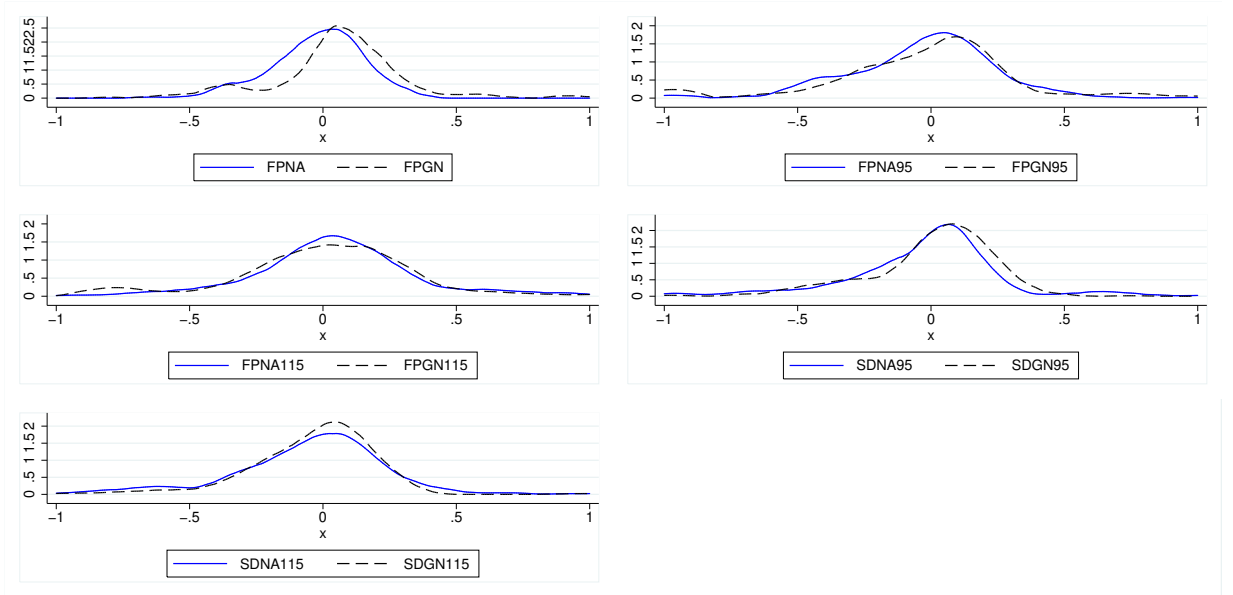 0 .5 1 1.5 2 2.5
−1 −.5 0 .5 1
x
FPNA FPGN
0 .5 1 1.5 2
−1 −.5 0 .5 1
x
FPNA95 FPGN95
0 .5 1 1.5 2
−1 −.5 0 .5 1
x
FPNA115 FPGN115
0 .5 1 1.5 2
−1 −.5 0 .5 1
x
SDNA95 SDGN95
0 .5 1 1.5 2
−1 −.5 0 .5 1
x
SDNA115 SDGN115